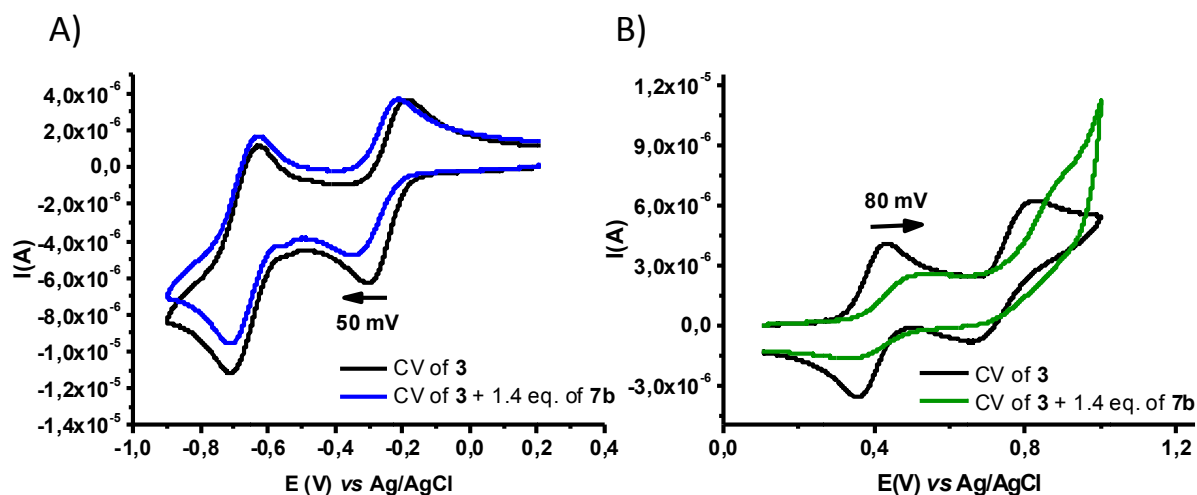 A)
4,0x10⁻⁶
2,0x10⁻⁶
0,0
-2,0x10⁻⁶
-4,0x10⁻⁶
-6,0x10⁻⁶
-8,0x10⁻⁶
-1,0x10⁻⁵
-1,2x10⁻⁵
-1,4x10⁻⁵
I(A)
50 mV
CV of 3
CV of 3 + 1.4 eq. of 7b
-1,0 -0,8 -0,6 -0,4 -0,2 0,0 0,2 0,4
E (V) vs Ag/AgCl
B)
1,2x10⁻⁵
9,0x10⁻⁶
6,0x10⁻⁶
3,0x10⁻⁶
0,0
-3,0x10⁻⁶
I(A)
80 mV
CV of 3
CV of 3 + 1.4 eq. of 7b
0,0 0,4 0,8 1,2
E(V) vs Ag/AgCl